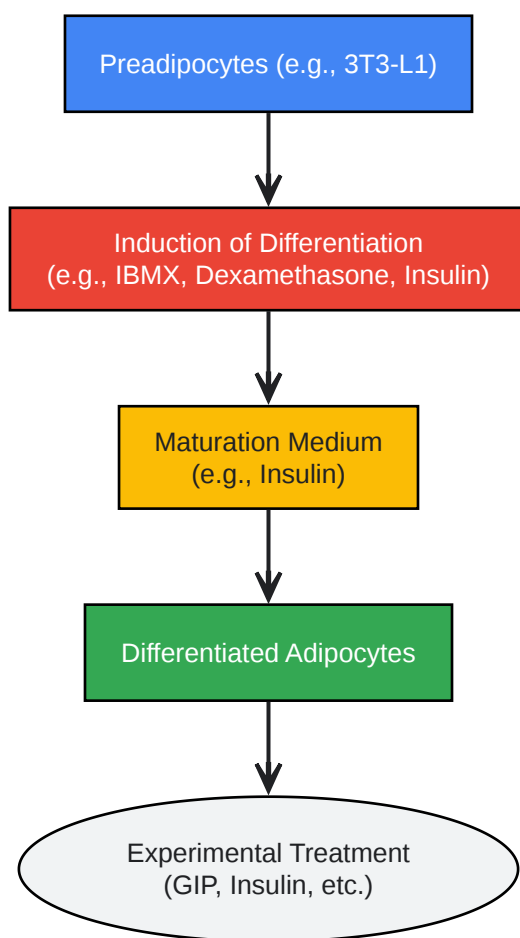 Preadipocytes (e.g., 3T3-L1)
Induction of Differentiation
(e.g., IBMX, Dexamethasone, Insulin)
Maturation Medium
(e.g., Insulin)
Differentiated Adipocytes
Experimental Treatment
(GIP, Insulin, etc.)